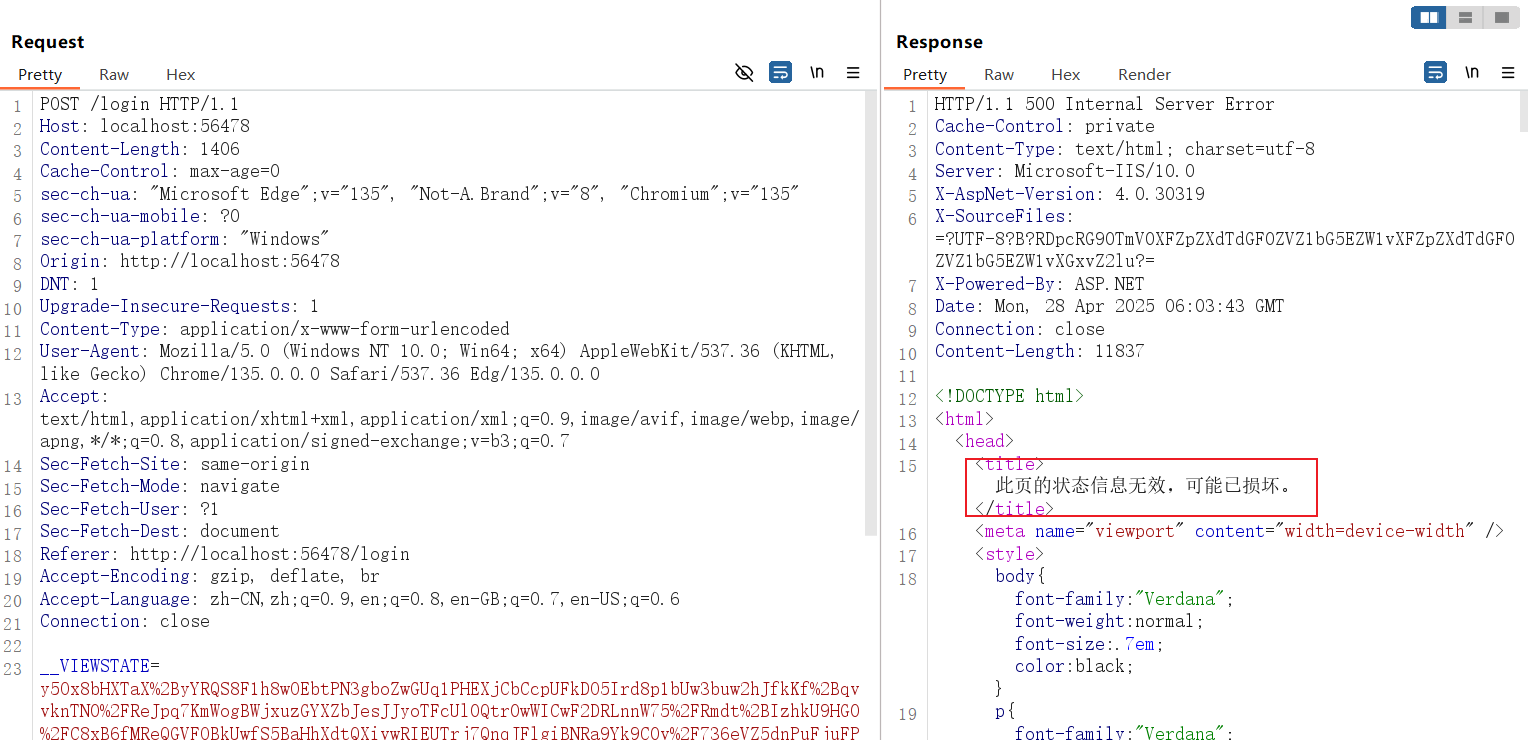 Request
Pretty Raw Hex
\n
1 POST /login HTTP/1.1
2 Host: localhost:56478
3 Content-Length: 1406
4 Cache-Control: max-age=0
5 sec-ch-ua: "Microsoft Edge";v="135", "Not-A.Brand";v="8", "Chromium";v="135"
6 sec-ch-ua-mobile: ?0
7 sec-ch-ua-platform: "Windows"
8 Origin: http://localhost:56478
9 DNT: 1
10 Upgrade-Insecure-Requests: 1
11 Content-Type: application/x-www-form-urlencoded
12 User-Agent: Mozilla/5.0 (Windows NT 10.0; Win64; x64) AppleWebKit/537.36 (KHTML,
like Gecko) Chrome/135.0.0.0 Safari/537.36 Edg/135.0.0.0
13 Accept:
text/html,application/xhtml+xml,application/xml;q=0.9,image/avif,image/webp,image/
apng,*/*;q=0.8,application/signed-exchange;v=b3;q=0.7
14 Sec-Fetch-Site: same-origin
15 Sec-Fetch-Mode: navigate
16 Sec-Fetch-User: ?1
17 Sec-Fetch-Dest: document
18 Referer: http://localhost:56478/login
19 Accept-Encoding: gzip, deflate, br
20 Accept-Language: zh-CN,zh;q=0.9,en;q=0.8,en-GB;q=0.7,en-US;q=0.6
21 Connection: close
22
23 __VIEWSTATE=
Response
Pretty Raw Hex Render
\n
1 HTTP/1.1 500 Internal Server Error
2 Cache-Control: private
3 Content-Type: text/html; charset=utf-8
4 Server: Microsoft-IIS/10.0
5 X-AspNet-Version: 4.0.30319
6 X-SourceFiles:
=?UTF-8?B?RDpcRG90TmV0XFZpZXdTdGF0ZVZ1bG5EZW1vXFZpZXdTdGF0
ZVZ1bG5EZW1vXGxvZ2lu?=
7 X-Powered-By: ASP.NET
8 Date: Mon, 28 Apr 2025 06:03:43 GMT
9 Connection: close
10 Content-Length: 11837
11
12 <!DOCTYPE html>
13 <html>
14 <head>
15 <title>
此页的状态信息无效，可能已损坏。
</title>
16 <meta name="viewport" content="width=device-width" />
17 <style>
18 body{
font-family:"Verdana";
font-weight:normal;
font-size:.7em;
color:black;
}
19 p{
font-family:"Verdana";